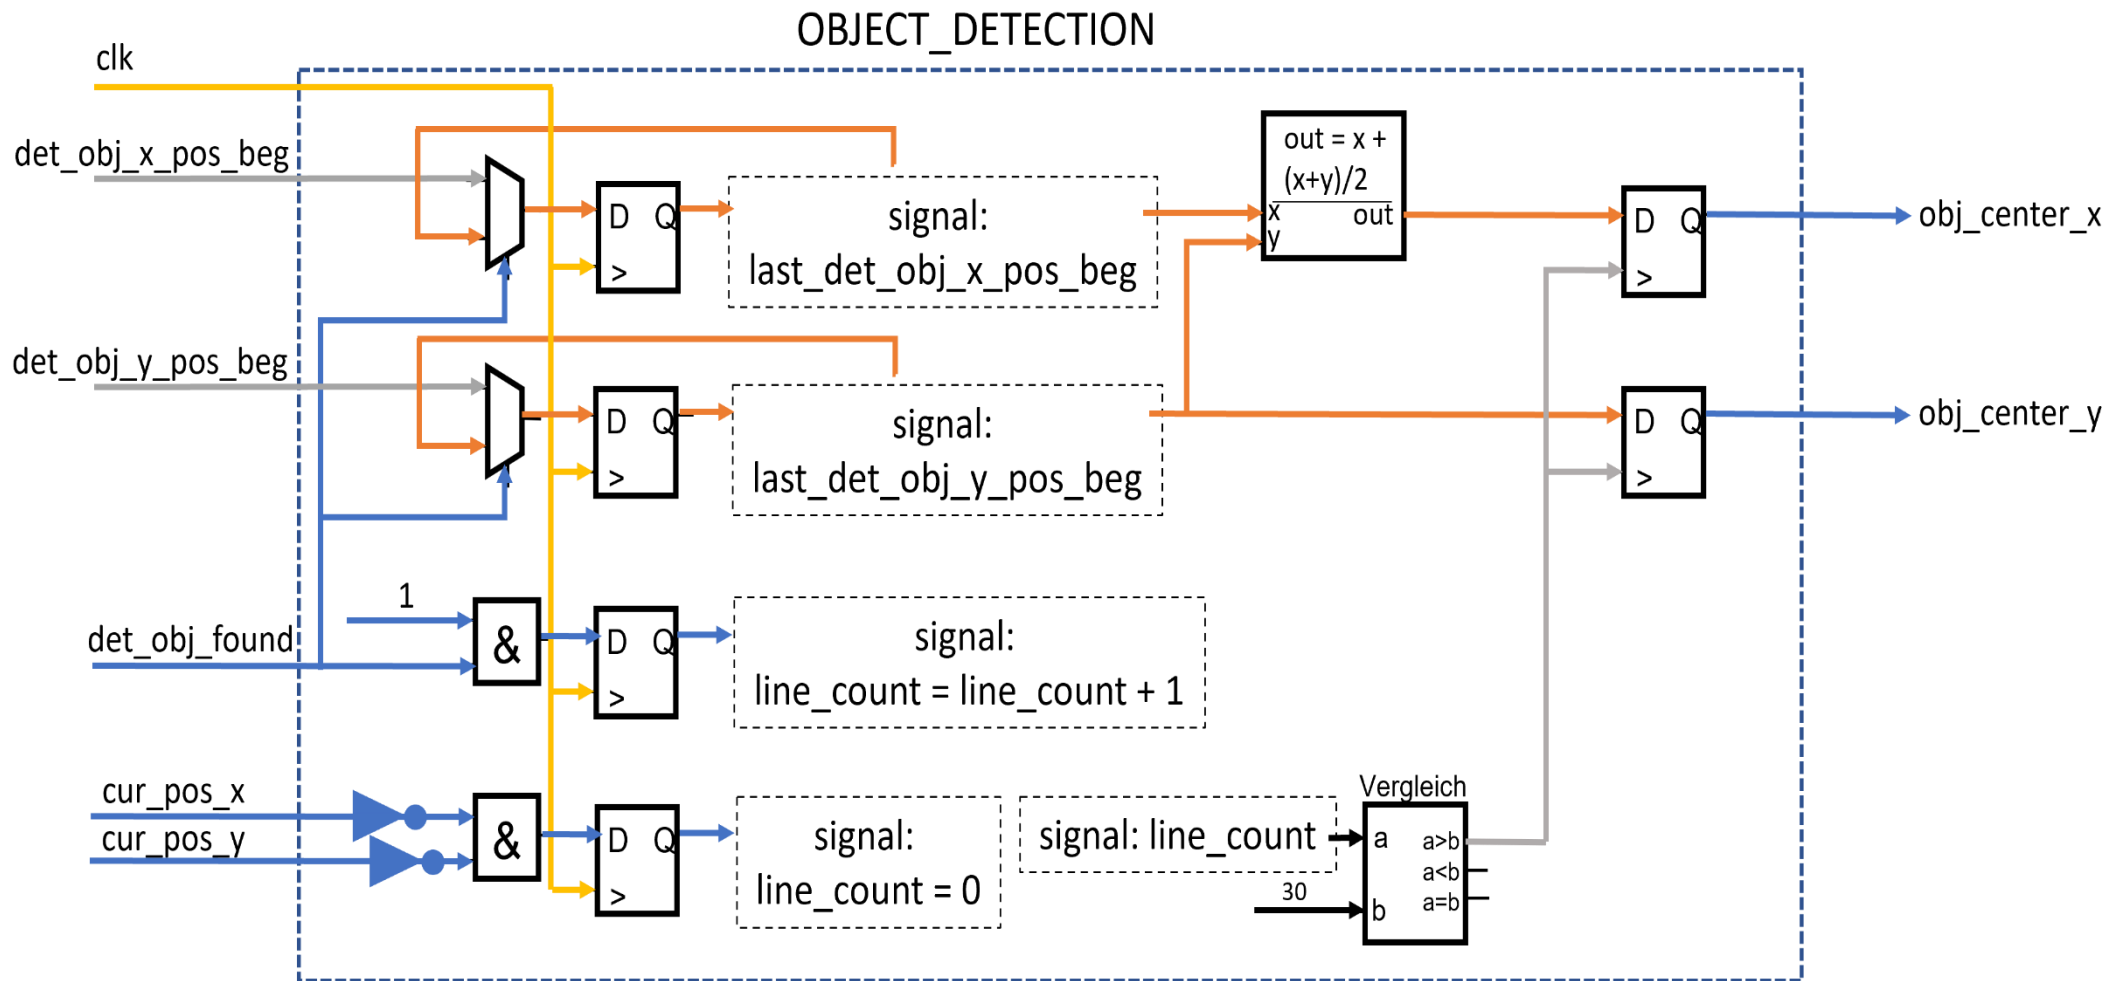 OBJECT_DETECTION
clk
det_obj_x_pos_beg
D Q
>
signal:
last_det_obj_x_pos_beg
out = x +
(x+y)/2
x
y
out
D Q
>
obj_center_x
det_obj_y_pos_beg
D Q
>
signal:
last_det_obj_y_pos_beg
D Q
>
obj_center_y
1
det_obj_found
&
D Q
>
signal:
line_count = line_count + 1
cur_pos_x
cur_pos_y
&
D Q
>
signal:
line_count = 0
signal: line_count
30
Vergleich
a
b
a>b
a<b
a=b